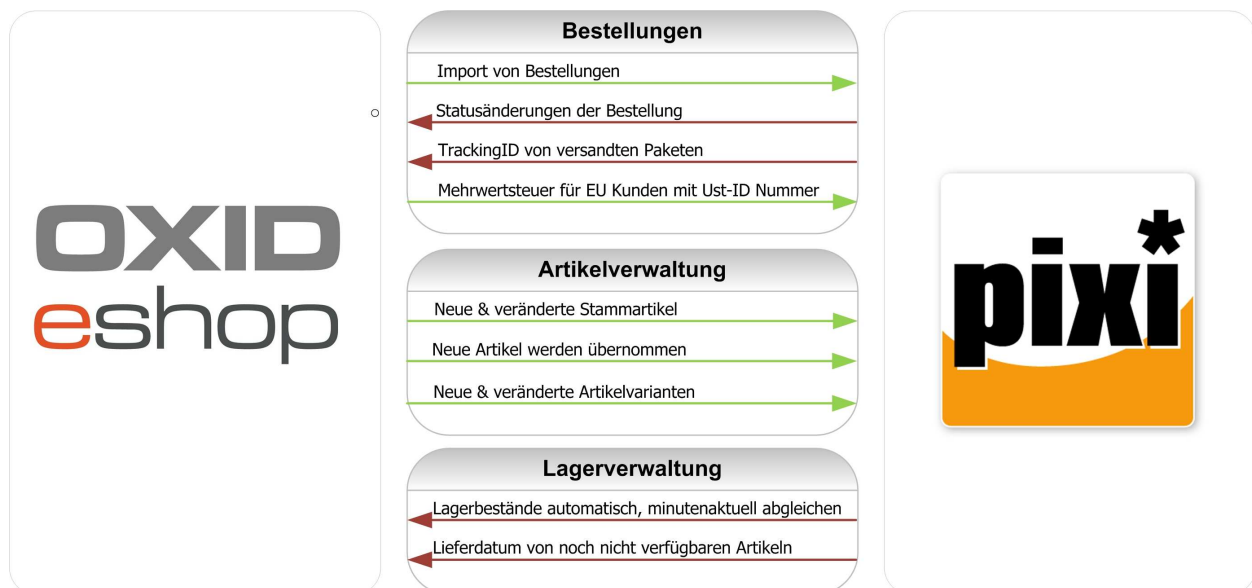 OXID
eshop
Bestellungen
Import von Bestellungen
Statusänderungen der Bestellung
TrackingID von versandten Paketen
Mehrwertsteuer für EU Kunden mit Ust-ID Nummer
Artikelverwaltung
Neue & veränderte Stammartikel
Neue Artikel werden übernommen
Neue & veränderte Artikelvarianten
Lagerverwaltung
Lagerbestände automatisch, minutenaktuell abgleichen
Lieferdatum von noch nicht verfügbaren Artikeln
pixi*